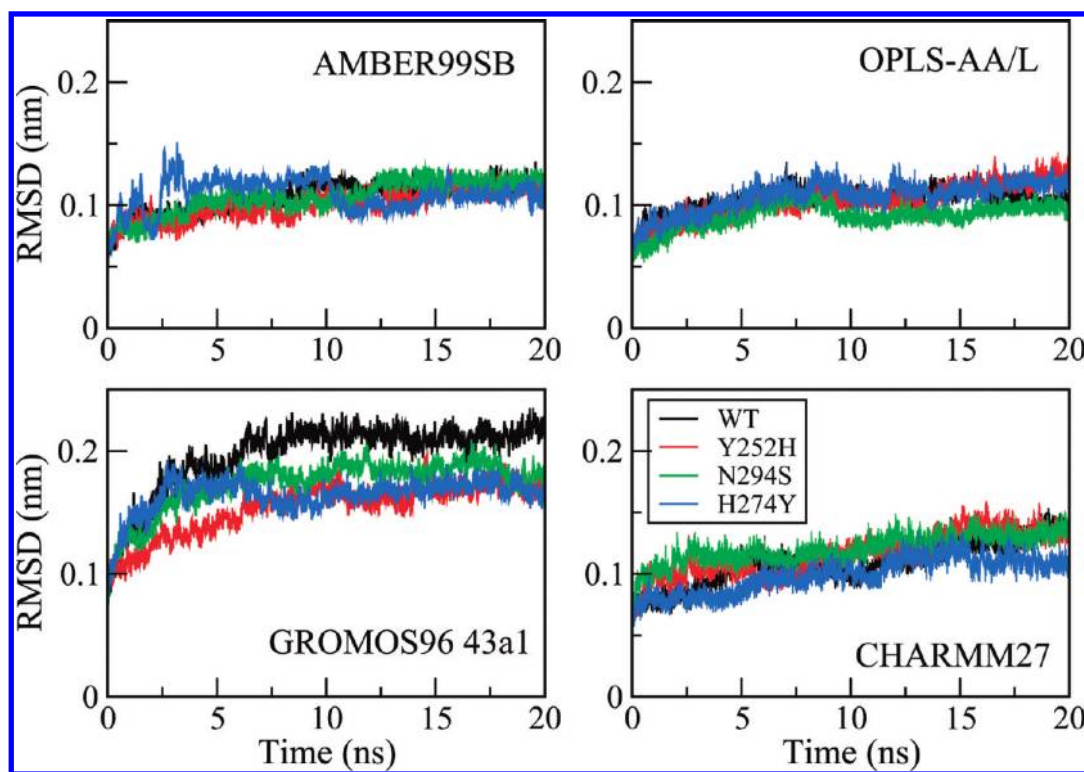 AMBER99SB
OPLS-AA/L
RMSD (nm)
0.2
0.1
0
0 5 10 15 20
0.2
0.1
0
0 5 10 15 20
RMSD (nm)
0.2
0.1
0
GROMOS96 43a1
0 5 10 15 20
Time (ns)
WT
Y252H
N294S
H274Y
0.2
0.1
0
CHARMM27
0 5 10 15 20
Time (ns)